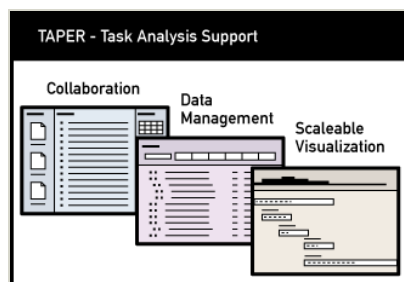 TAPER - Task Analysis Support
Collaboration
Data
Management
Scaleable
Visualization